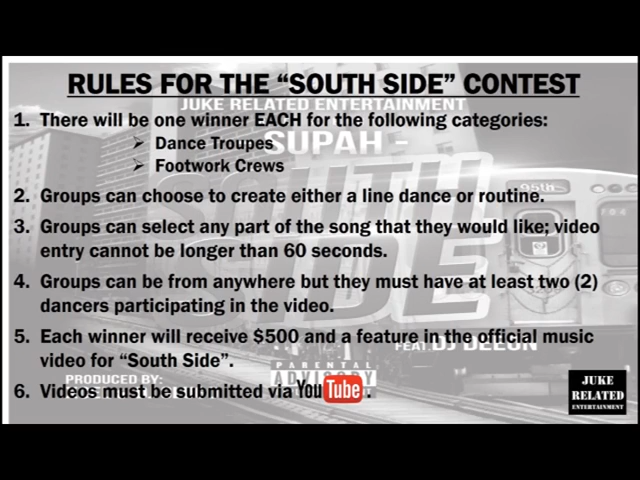 RULES FOR THE “SOUTH SIDE” CONTEST
JUKE RELATED ENTERTAINMENT
1. There will be one winner EACH for the following categories:
SUPAH -
➢ Dance Troupes
➢ Footwork Crews
SOUTH
SIDE
95th
2. Groups can choose to create either a line dance or routine.
3. Groups can select any part of the song that they would like; video
entry cannot be longer than 60 seconds.
4. Groups can be from anywhere but they must have at least two (2)
dancers participating in the video.
5. Each winner will receive $500 and a feature in the official music
video for “South Side”.
FEAT. DJ DEEON
PARENTAL
ADVISORY
PRODUCED BY:
6. Videos must be submitted via YouTube.
JUKE
RELATED
ENTERTAINMENT